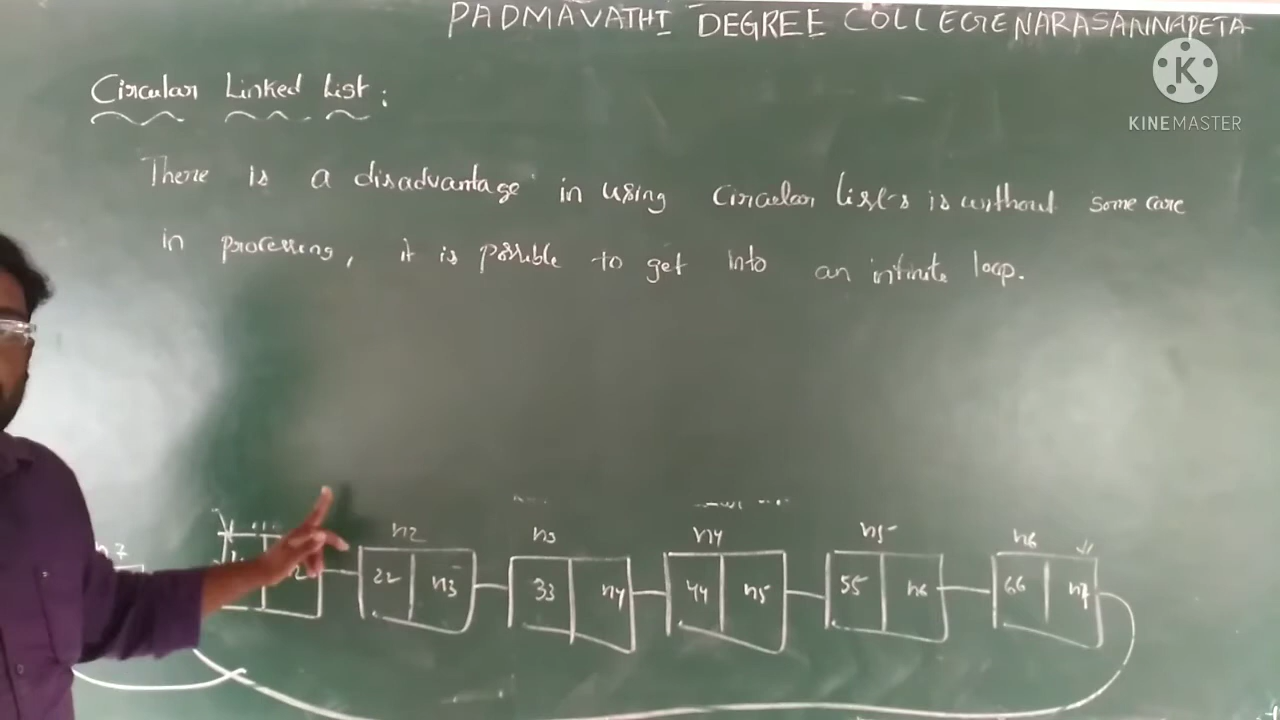 PADMAVATHI DEGREE COLLEGE NARASANNAPETA
KINEMASTER
Circular Linked List:
There is a disadvantage in using Circular lists is without some care
in processing, it is possible to get into an infinite loop.
n7 n2 n3 n4 n5 n6
22 n3 33 n4 44 n5 55 n6 66 n7